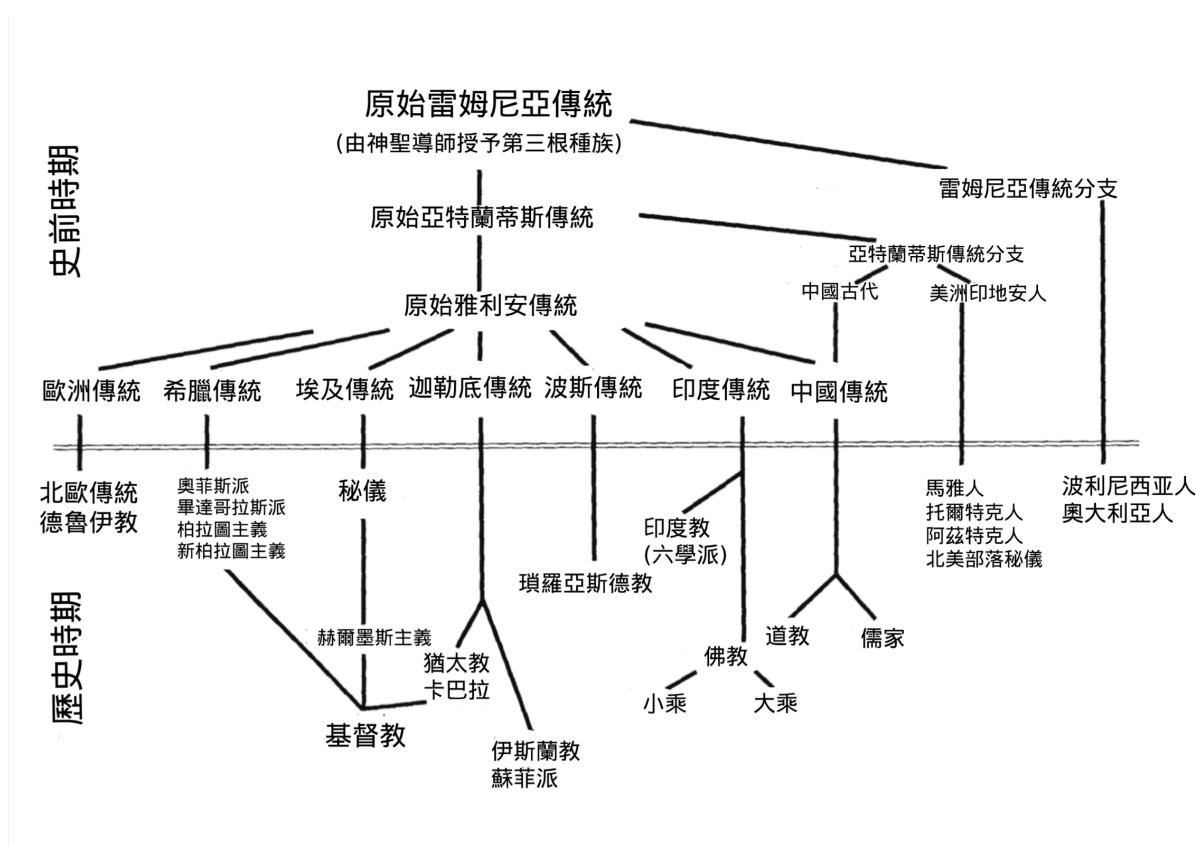 原始雷姆尼亞傳統
(由神聖導師授予第三根種族)
史前時期
雷姆尼亞傳統分支
原始亞特蘭蒂斯傳統
亞特蘭蒂斯傳統分支
中國古代
美洲印地安人
原始雅利安傳統
歐洲傳統
希臘傳統
埃及傳統
迦勒底傳統
波斯傳統
印度傳統
中國傳統
北歐傳統
德魯伊教
奧菲斯派
畢達哥拉斯派
柏拉圖主義
新柏拉圖主義
秘儀
瑣羅亞斯德教
印度教
(六學派)
馬雅人
托爾特克人
阿茲特克人
北美部落秘儀
波利尼西亚人
奧大利亞人
歷史時期
赫爾墨斯主義
猶太教
卡巴拉
佛教
道教
儒家
小乘
大乘
基督教
伊斯蘭教
蘇菲派